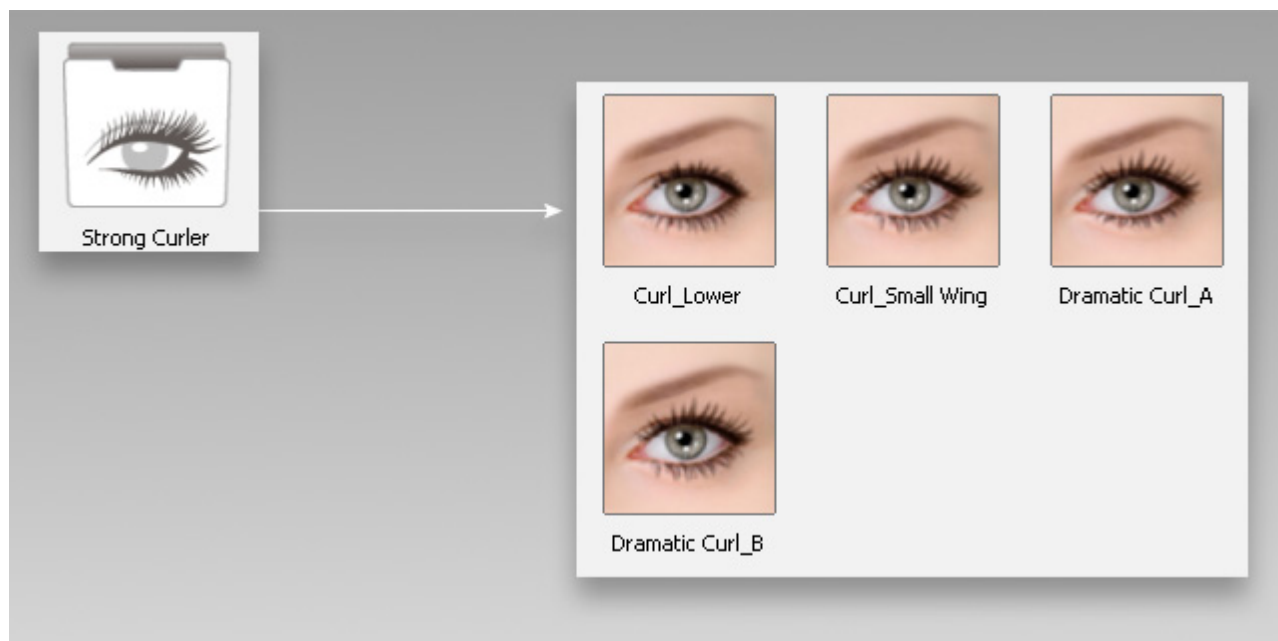 Strong Curler
Curl_Lower
Curl_Small Wing
Dramatic Curl_A
Dramatic Curl_B